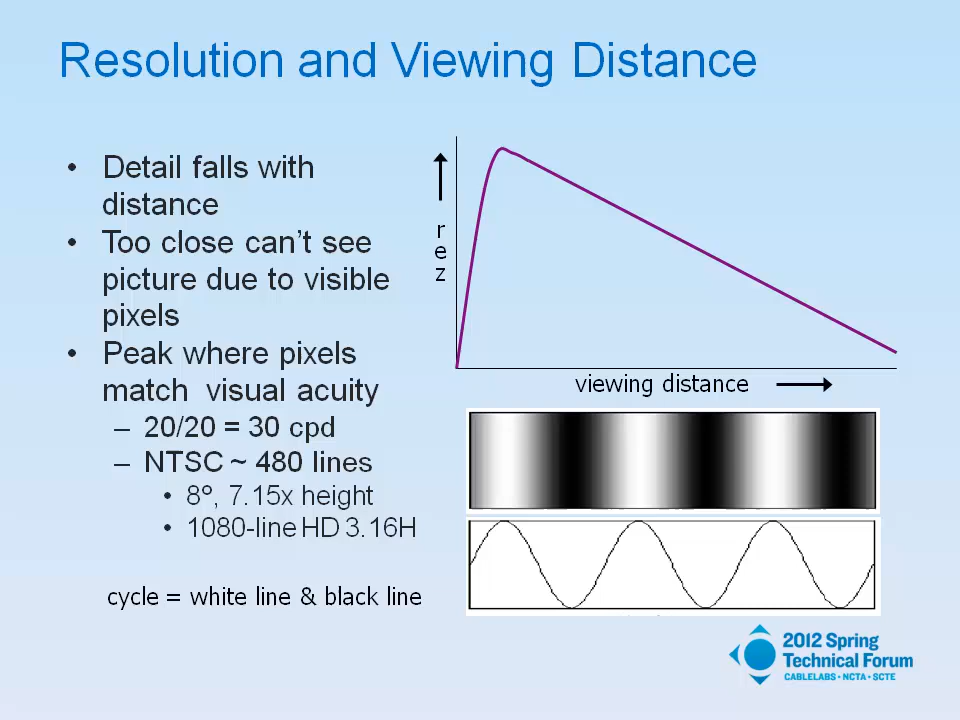 Resolution and Viewing Distance
• Detail falls with
distance
• Too close can't see
picture due to visible
pixels
• Peak where pixels
match visual acuity
– 20/20 = 30 cpd
– NTSC ~ 480 lines
• 8°, 7.15x height
• 1080-line HD 3.16H
cycle = white line & black line
rez
viewing distance
2012 Spring
Technical Forum
CABLELABS • NCTA • SCTE